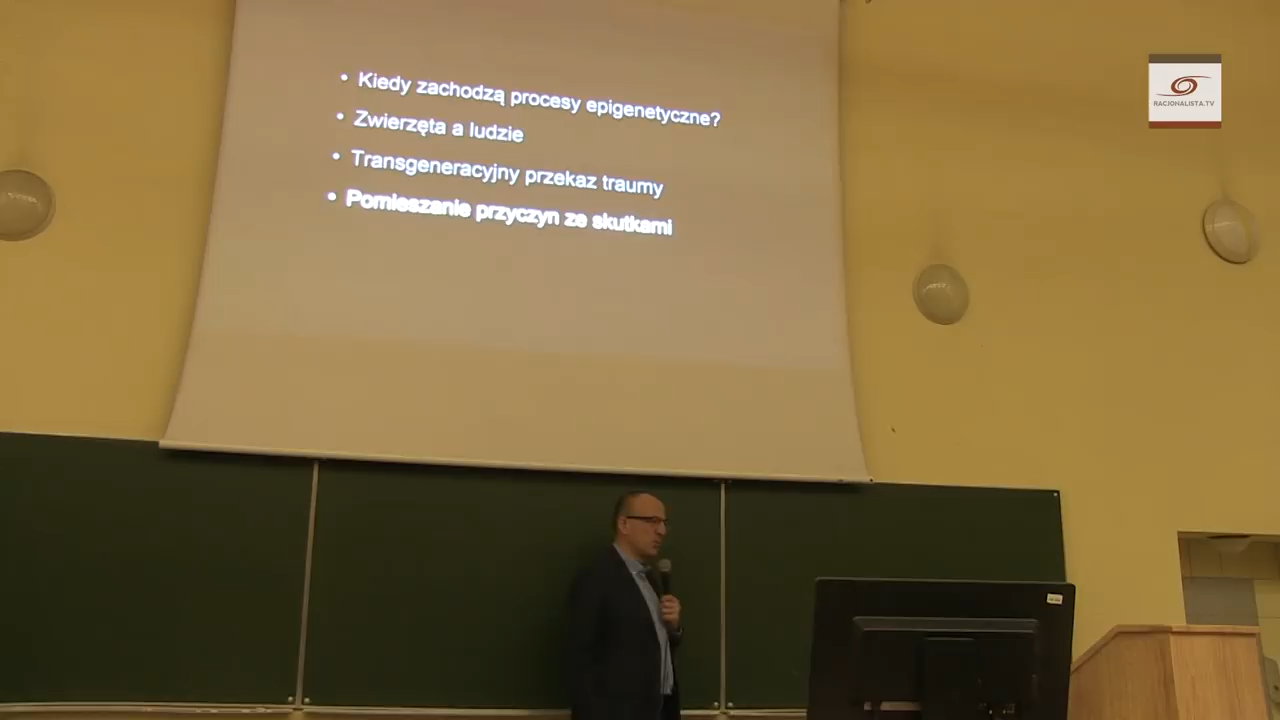 • Kiedy zachodzą procesy epigenetyczne?
• Zwierzęta a ludzie
• Transgeneracyjny przekaz traumy
• Pomieszanie przyczyn ze skutkami
RACJONALISTA.TV